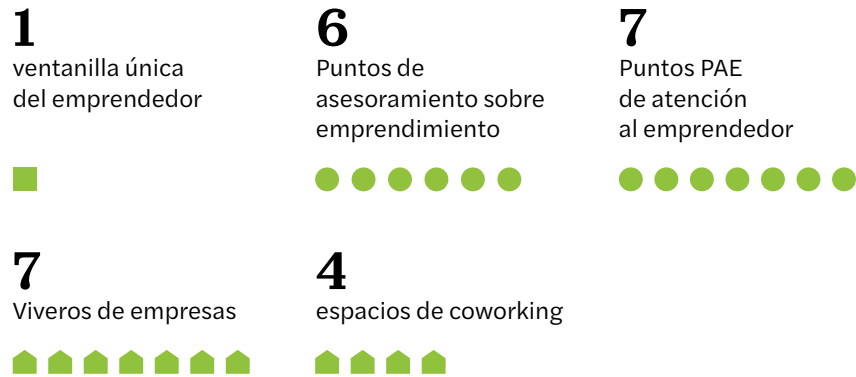 1
ventanilla única
del emprendedor
6
Puntos de
asesoramiento sobre
emprendimiento
7
Puntos PAE
de atención
al emprendedor
7
Viveros de empresas
4
espacios de coworking